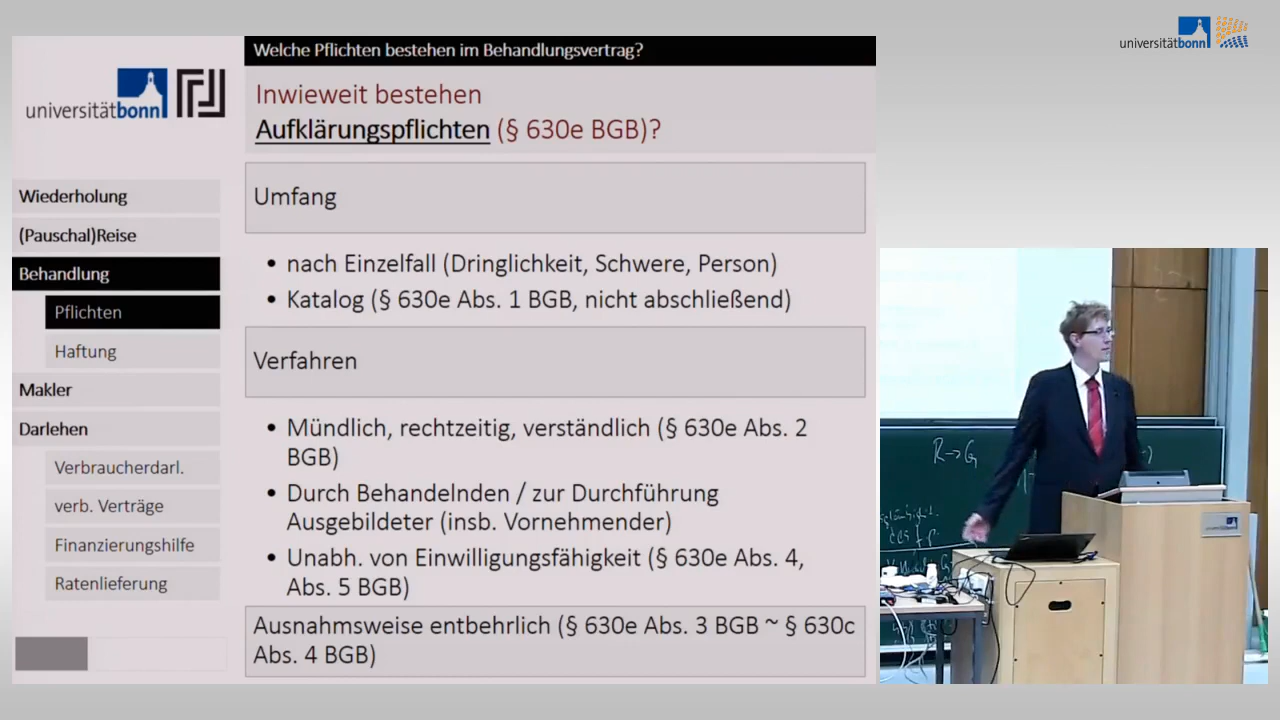 universitätbonn
Welche Pflichten bestehen im Behandlungsvertrag?
universitätbonn
Inwieweit bestehen
Aufklärungspflichten (§ 630e BGB)?
Wiederholung
(Pauschal)Reise
Behandlung
Pflichten
Haftung
Makler
Darlehen
Verbraucherdarl.
verb. Verträge
Finanzierungshilfe
Ratenlieferung
Umfang
• nach Einzelfall (Dringlichkeit, Schwere, Person)
• Katalog (§ 630e Abs. 1 BGB, nicht abschließend)
Verfahren
• Mündlich, rechtzeitig, verständlich (§ 630e Abs. 2
BGB)
• Durch Behandelnden / zur Durchführung
Ausgebildeter (insb. Vornehmender)
• Unabh. von Einwilligungsfähigkeit (§ 630e Abs. 4,
Abs. 5 BGB)
Ausnahmsweise entbehrlich (§ 630e Abs. 3 BGB ~ § 630c
Abs. 4 BGB)
R→G